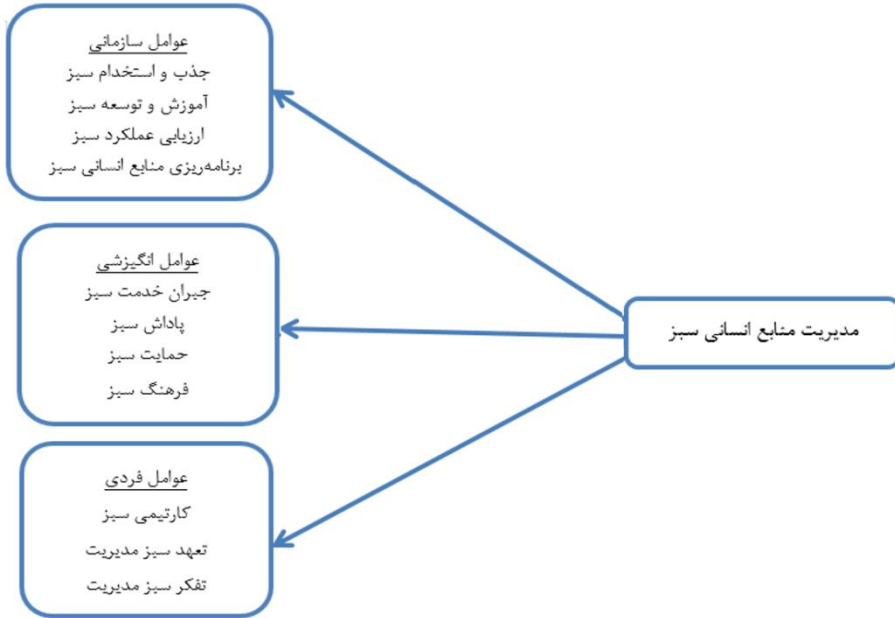 عوامل سازمانی
جذب و استخدام سبز
آموزش و توسعه سبز
ارزیابی عملکرد سبز
برنامه‌ریزی منابع انسانی سبز
مدیریت منابع انسانی سبز
عوامل انگیزشی
جبران خدمت سبز
پاداش سبز
حمایت سبز
فرهنگ سبز
عوامل فردی
کارتیمی سبز
تعهد سبز مدیریت
تفکر سبز مدیریت